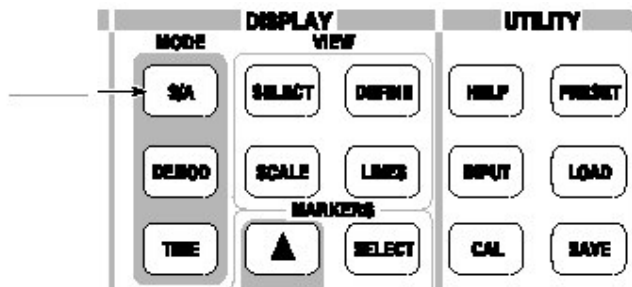 DISPLAY UTILITY
MODE VIEW
S/A SELECT DEFINE HELP PRESET
DEMOD SCALE LINES INPUT LOAD
MARKERS
TIME ▲ SELECT CAL SAVE